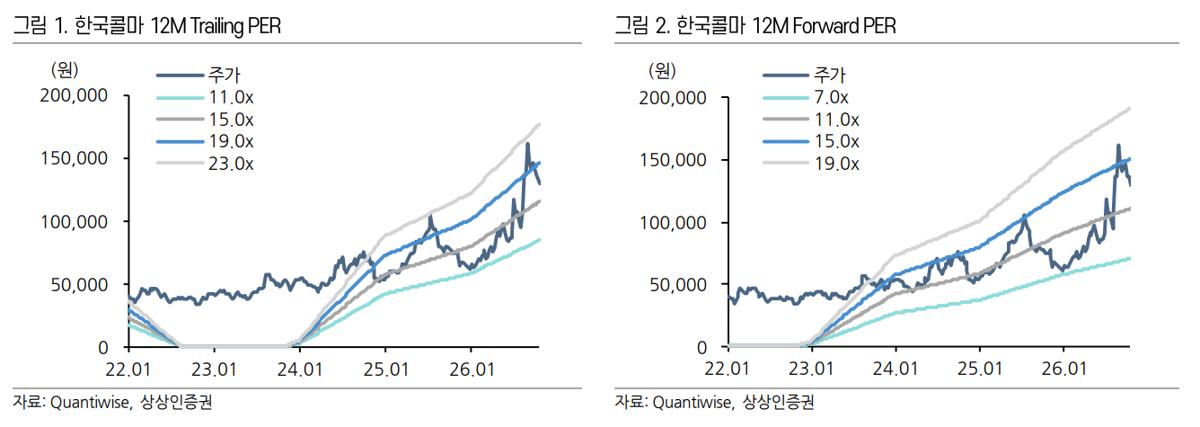 그림 1. 한국콜마 12M Trailing PER
(원)
주가
11.0x
15.0x
19.0x
23.0x
200,000
150,000
100,000
50,000
0
22.01 23.01 24.01 25.01 26.01
자료: Quantiwise, 상상인증권
그림 2. 한국콜마 12M Forward PER
(원)
주가
7.0x
11.0x
15.0x
19.0x
200,000
150,000
100,000
50,000
0
22.01 23.01 24.01 25.01 26.01
자료: Quantiwise, 상상인증권